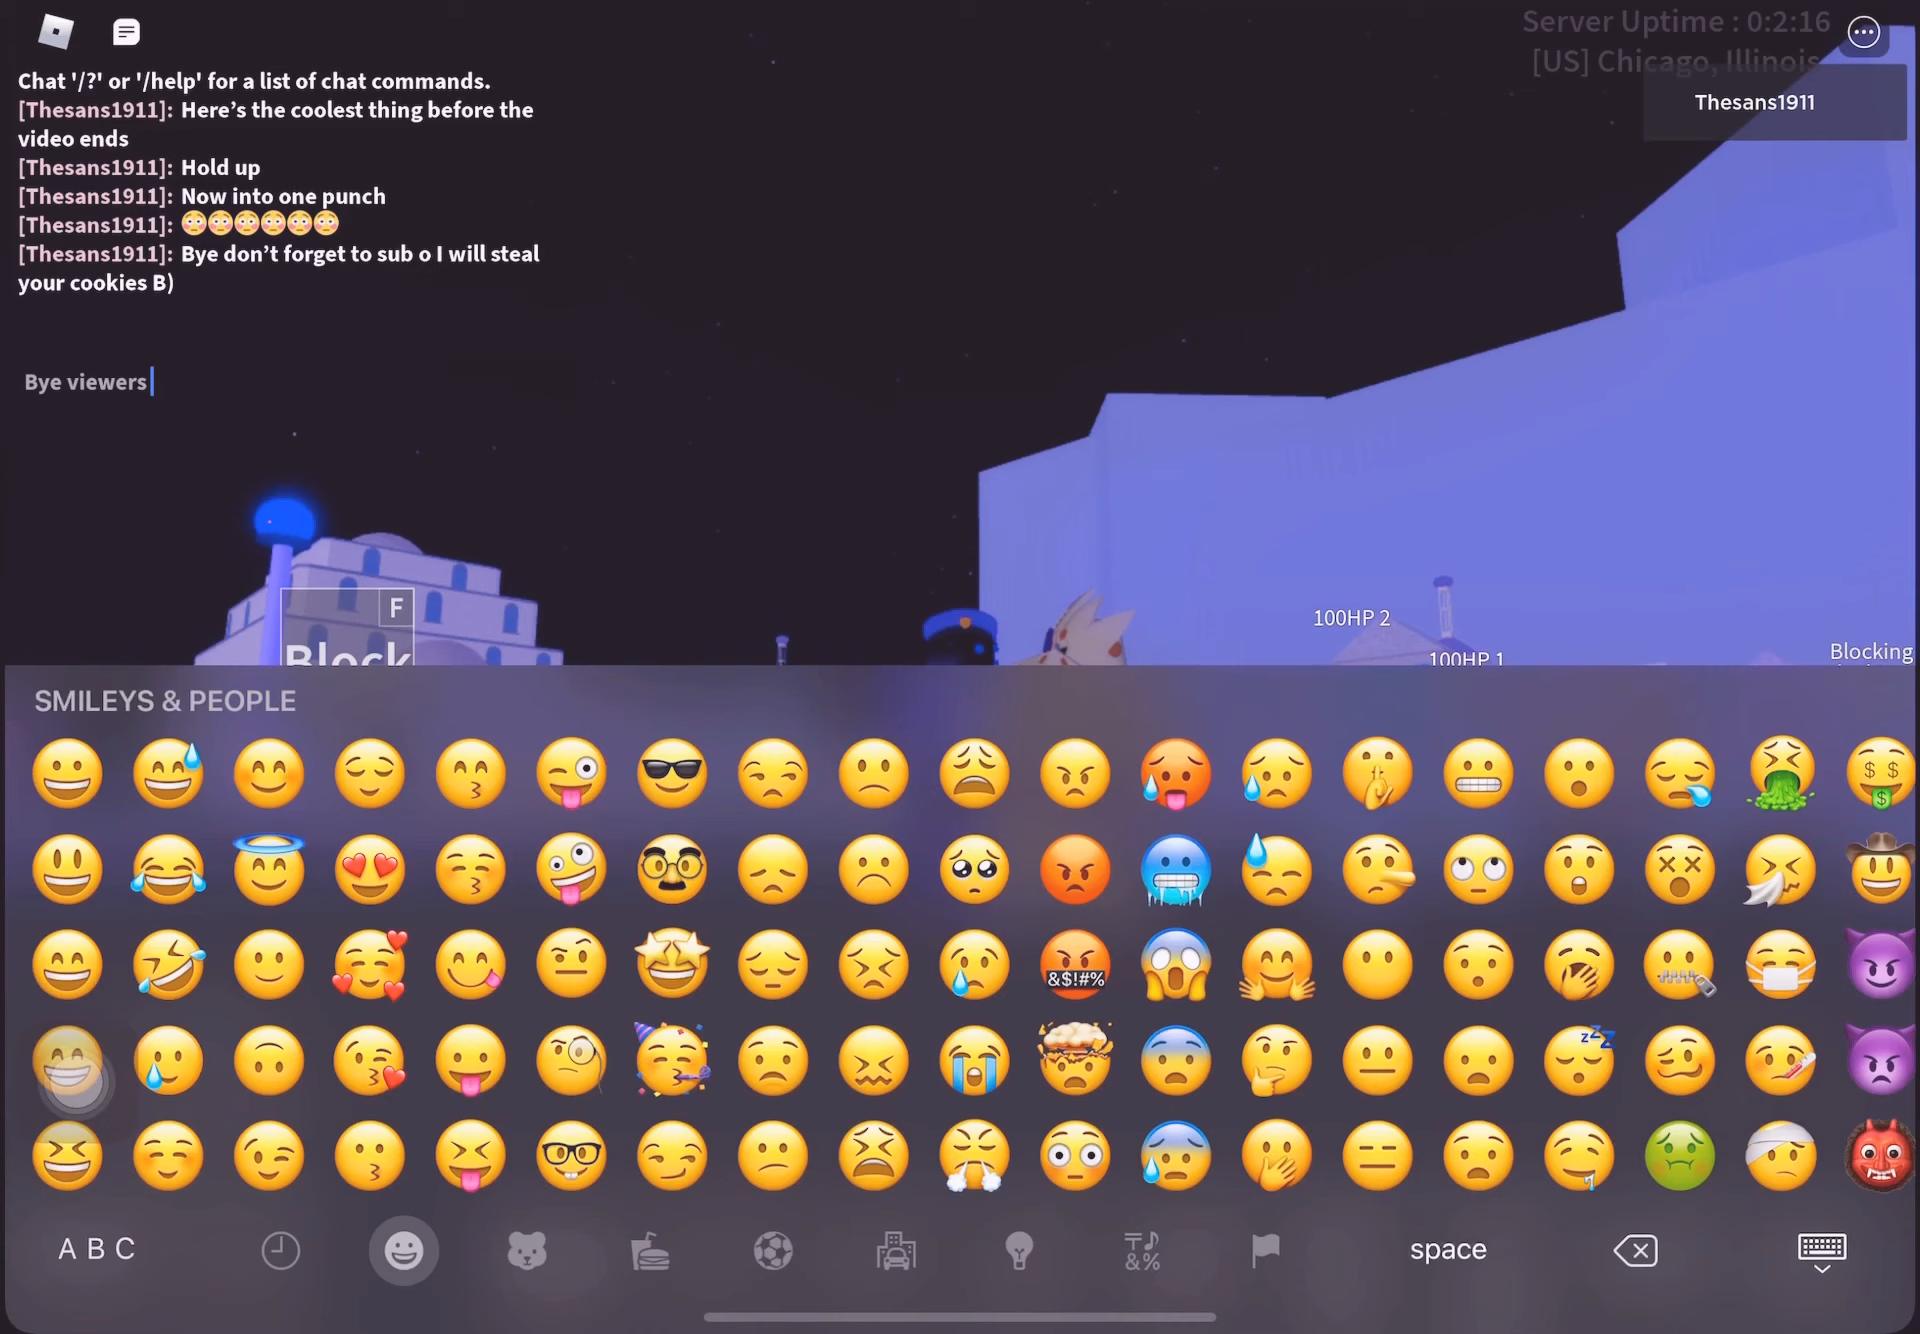 Server Uptime : 0:2:16
[US] Chicago, Illinois
Thesans1911
Chat '/?' or '/help' for a list of chat commands.
[Thesans1911]: Here’s the coolest thing before the
video ends
[Thesans1911]: Hold up
[Thesans1911]: Now into one punch
[Thesans1911]: 😳😳😳😳😳😳
[Thesans1911]: Bye don’t forget to sub o I will steal
your cookies B)
Bye viewers
F
Block
100HP 2
100HP 1
Blocking
SMILEYS & PEOPLE
&$!#%
zZZ
A B C
&%
space